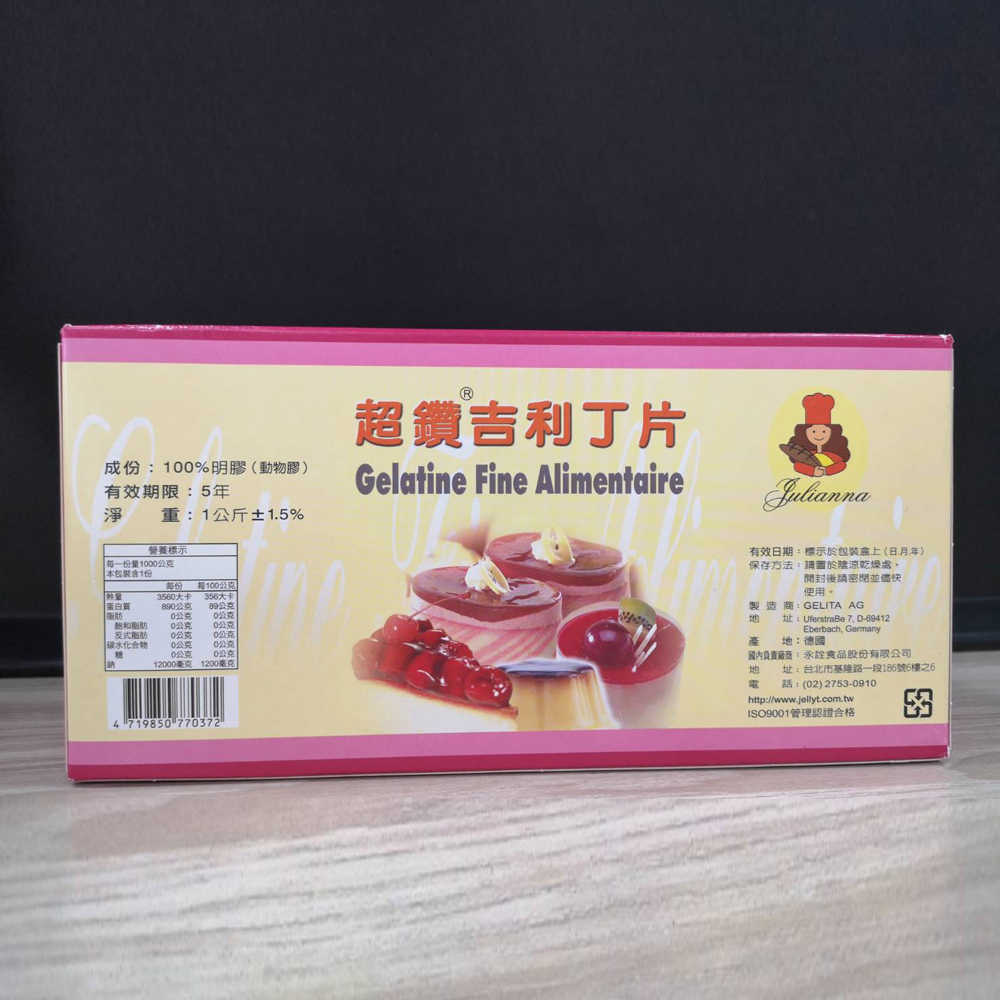 超鑽®吉利丁片
Gelatine Fine Alimentaire
成份：100%明膠（動物膠）
有效期限：5年
淨　　重：1公斤±1.5%
營養標示
每一份量1000公克
本包裝含1份
每份 每100公克
熱量 3560大卡 356大卡
蛋白質 890公克 89公克
脂肪 0公克 0公克
飽和脂肪 0公克 0公克
反式脂肪 0公克 0公克
碳水化合物 0公克 0公克
糖 0公克 0公克
鈉 12000毫克 1200毫克
4 719850 770372
Julianna
有效日期：標示於包裝盒上（日.月.年）
保存方法：請置於陰涼乾燥處，
開封後請密閉並儘快
使用。
製造商：GELITA AG
地　　址：UferstraBe 7, D-69412
Eberbach, Germany
產　　地：德國
國內負責廠商：永詮食品股份有限公司
地　　址：台北市基隆路一段186號6樓之6
電　　話：(02) 2753-0910
http://www.jellyt.com.tw
ISO9001管理認證合格